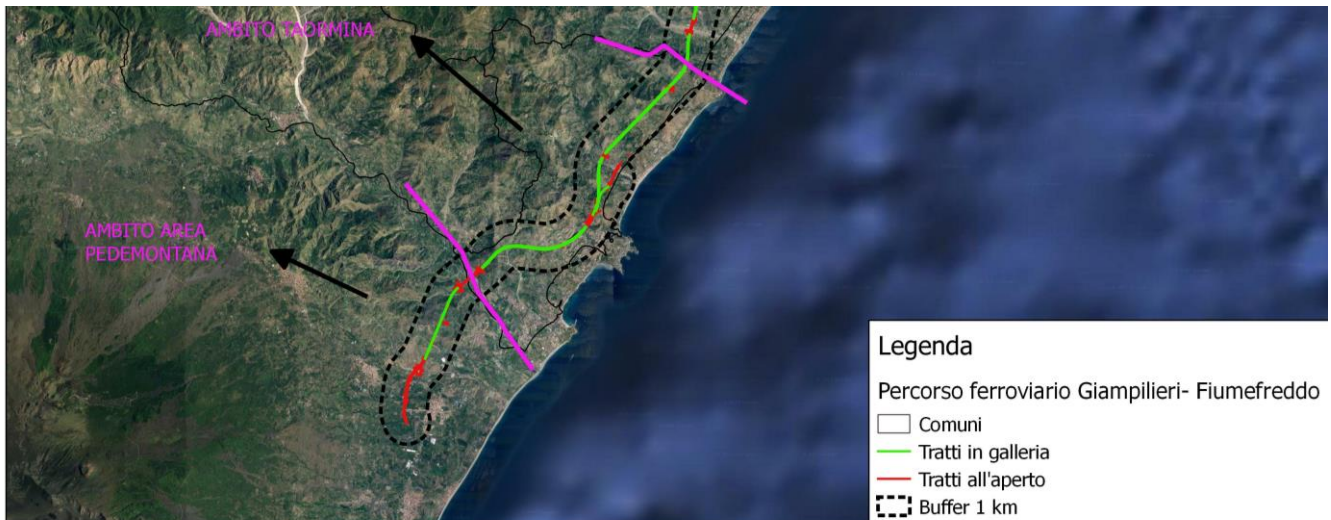 AMBITO TAORMINA
AMBITO AREA
PEDEMONTANA
Legenda
Percorso ferroviario Giampilieri- Fiumefreddo
Comuni
Tratti in galleria
Tratti all'aperto
Buffer 1 km